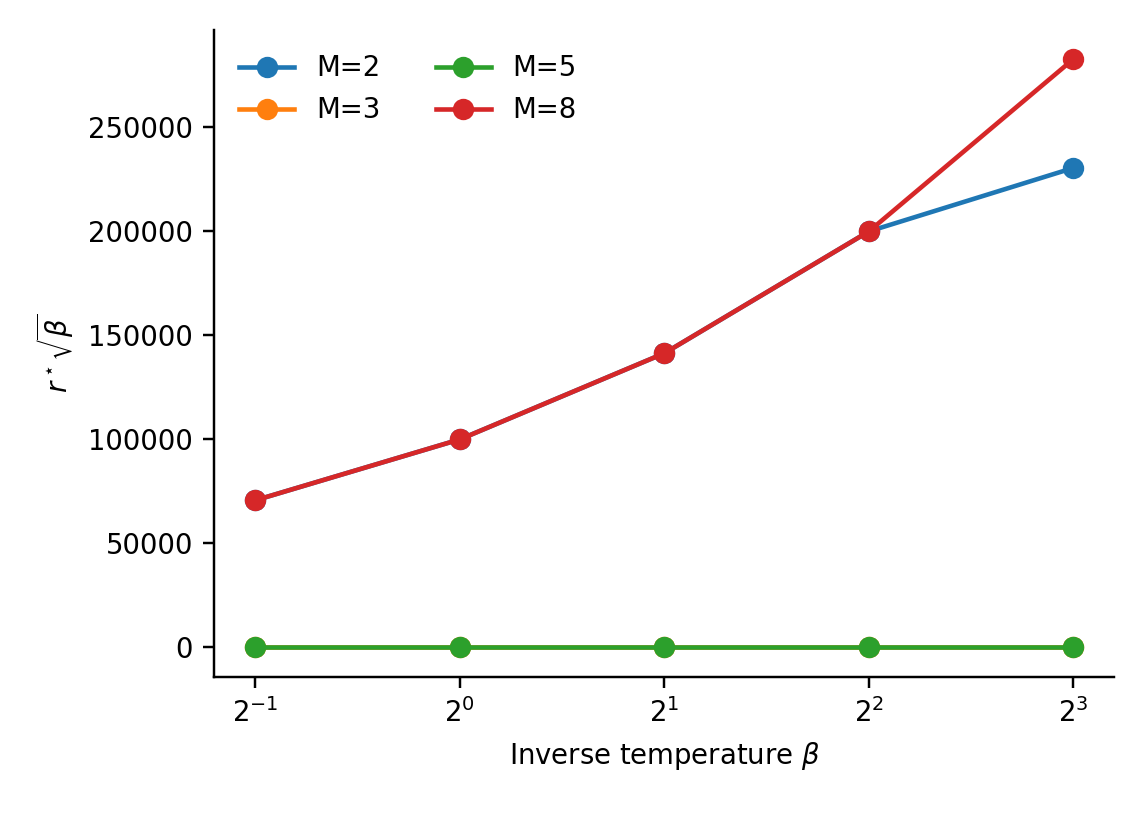 M=2 M=5
M=3 M=8
250000
200000
150000
100000
50000
0
r⋆√β
2⁻¹ 2⁰ 2¹ 2² 2³
Inverse temperature β